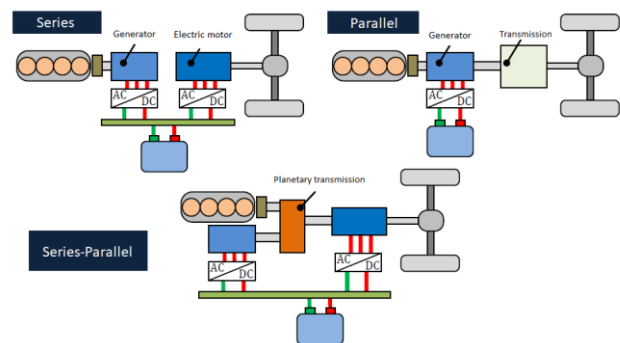 Series
Generator
Electric motor
AC
DC
AC
DC
Parallel
Generator
Transmission
AC
DC
Series-Parallel
Planetary transmission
AC
DC
AC
DC